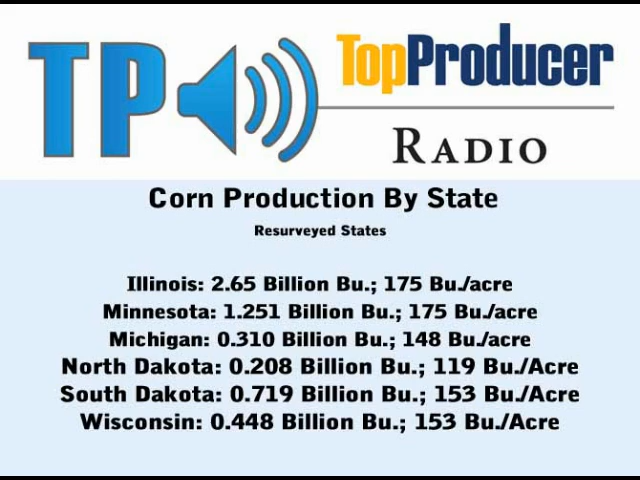 TP
TopProducer
RADIO
Corn Production By State
Resurveyed States
Illinois: 2.65 Billion Bu.; 175 Bu./acre
Minnesota: 1.251 Billion Bu.; 175 Bu./acre
Michigan: 0.310 Billion Bu.; 148 Bu./acre
North Dakota: 0.208 Billion Bu.; 119 Bu./Acre
South Dakota: 0.719 Billion Bu.; 153 Bu./Acre
Wisconsin: 0.448 Billion Bu.; 153 Bu./Acre